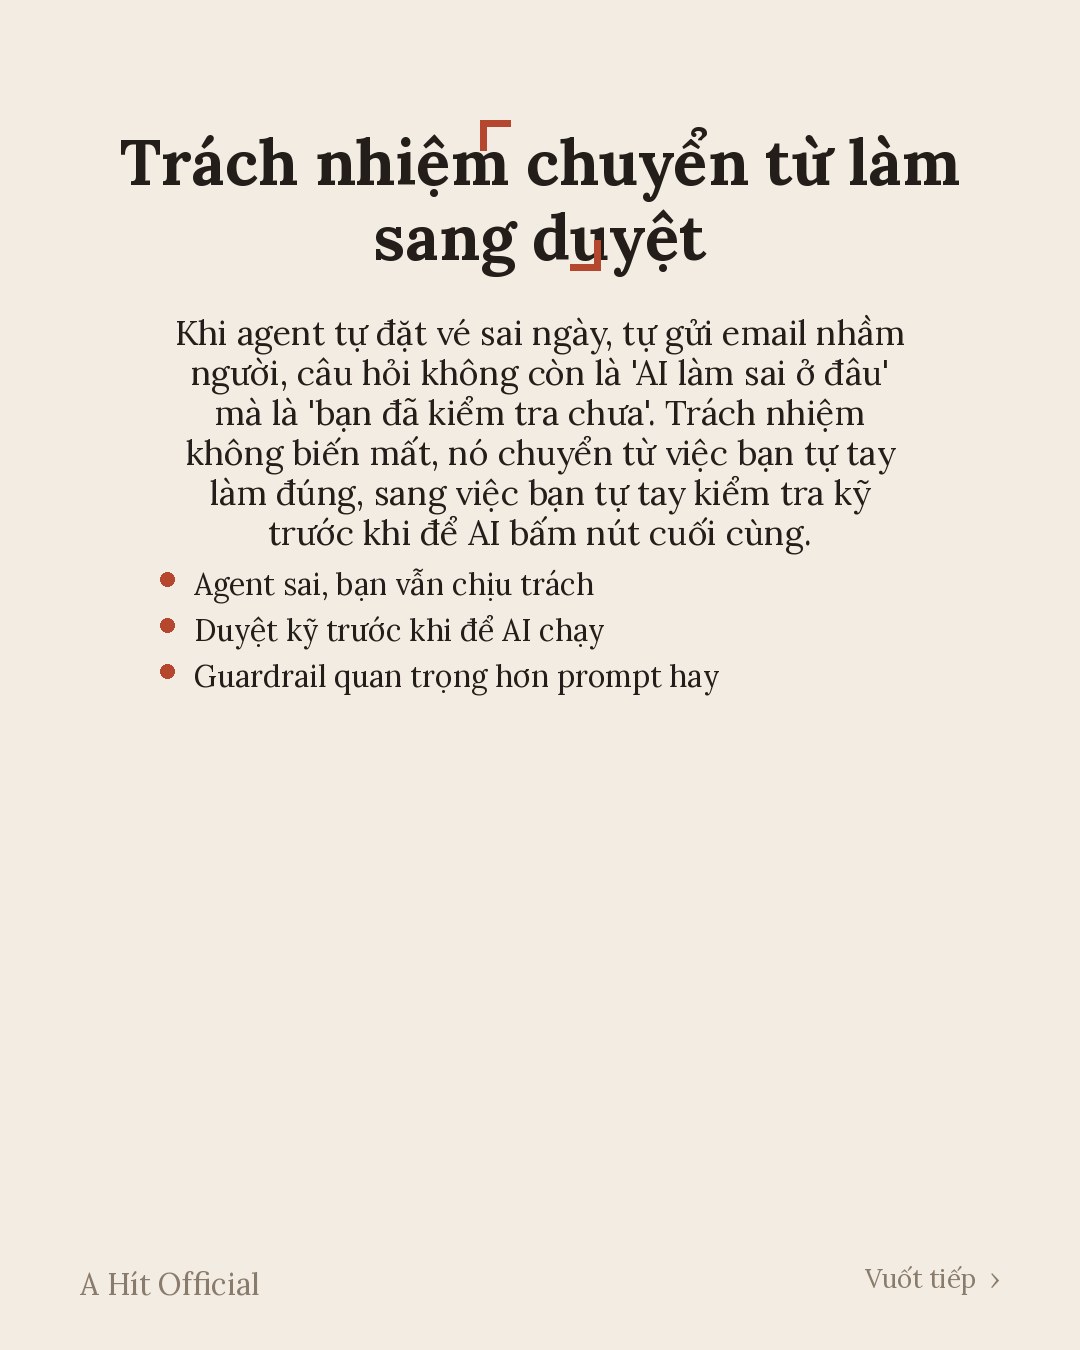 Trách nhiệm chuyển từ làm
sang duyệt
Khi agent tự đặt vé sai ngày, tự gửi email nhầm
người, câu hỏi không còn là 'AI làm sai ở đâu'
mà là 'bạn đã kiểm tra chưa'. Trách nhiệm
không biến mất, nó chuyển từ việc bạn tự tay
làm đúng, sang việc bạn tự tay kiểm tra kỹ
trước khi để AI bấm nút cuối cùng.
Agent sai, bạn vẫn chịu trách
Duyệt kỹ trước khi để AI chạy
Guardrail quan trọng hơn prompt hay
A Hít Official
Vuốt tiếp ›